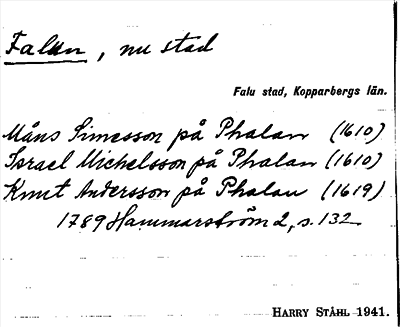 Falun, nu stad
Falu stad, Kopparbergs län.
Måns Simesson på Phalan (1610)
Israel Michelsson på Phalan (1610)
Knut Andersson på Phalan (1619)
1789 Hammarström 2, s. 132
HARRY STÅHL 1941.